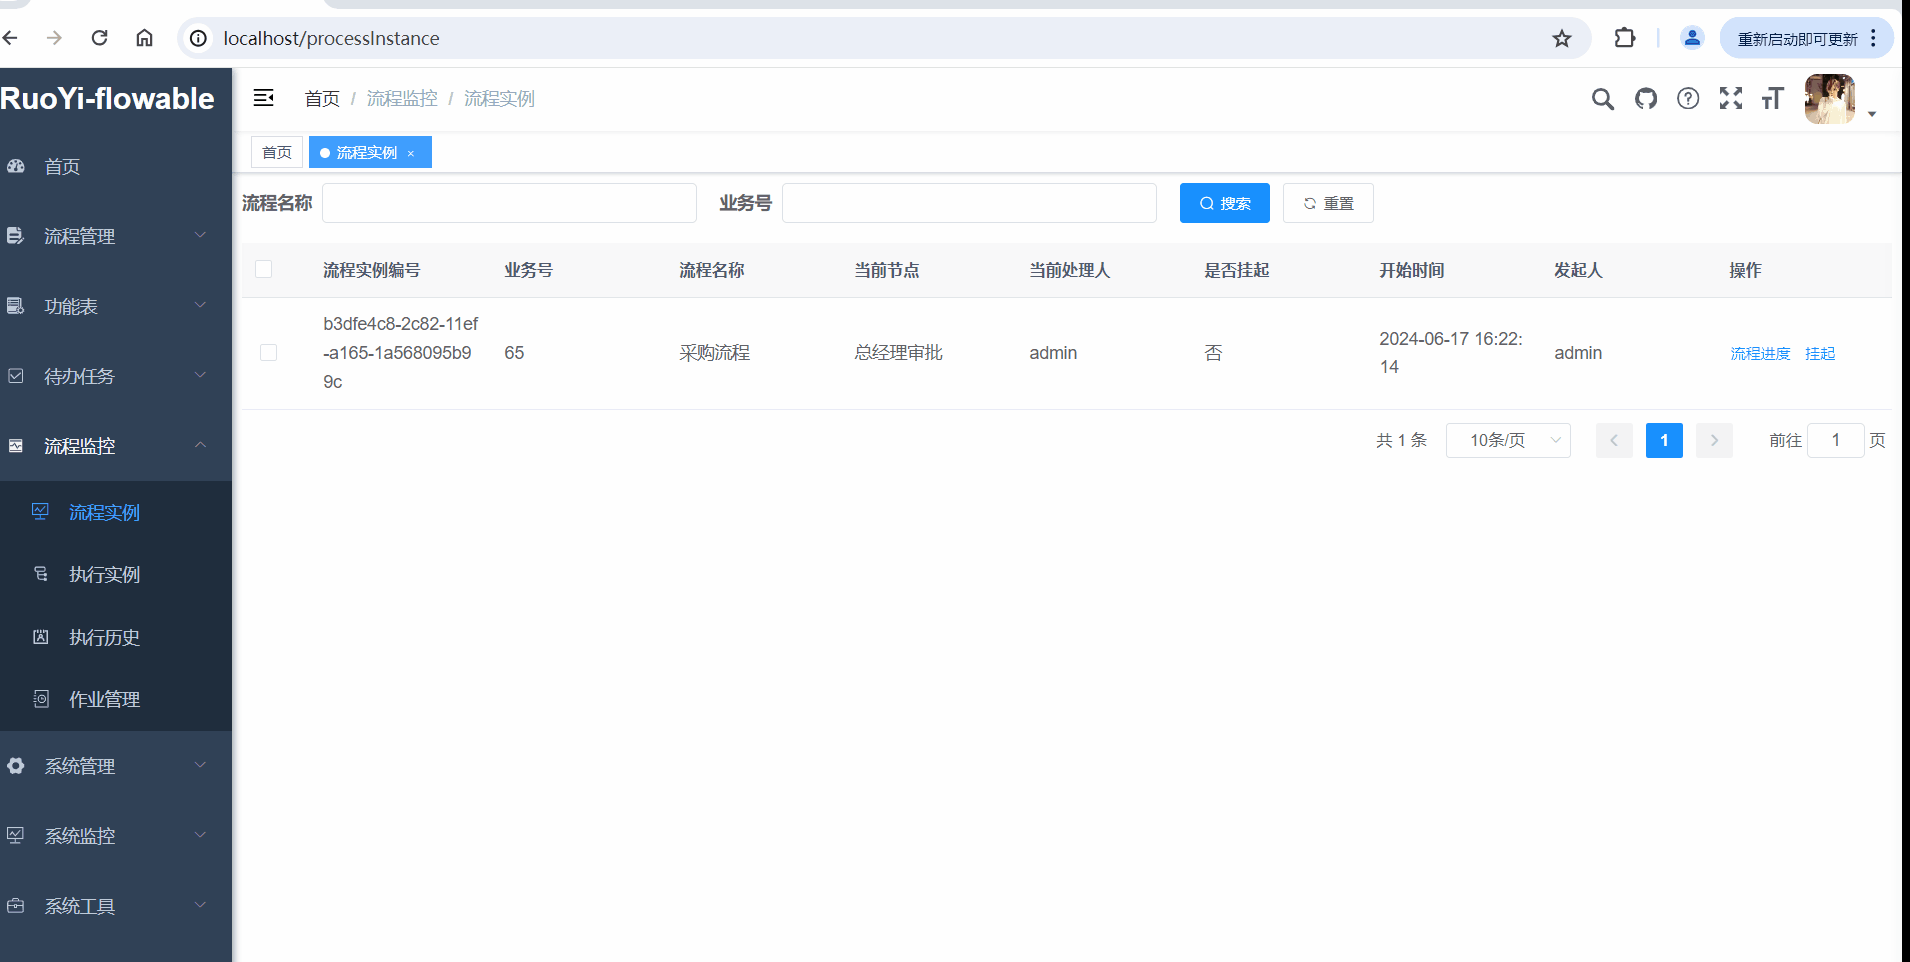 localhost/processInstance
重新启动即可更新
RuoYi-flowable
首页 / 流程监控 / 流程实例
首页
流程实例 ×
首页
流程管理
功能表
待办任务
流程监控
流程实例
执行实例
执行历史
作业管理
系统管理
系统监控
系统工具
流程名称
业务号
搜索
重置
流程实例编号 业务号 流程名称 当前节点 当前处理人 是否挂起 开始时间 发起人 操作
b3dfe4c8-2c82-11ef
-a165-1a568095b9
9c
65
采购流程
总经理审批
admin
否
2024-06-17 16:22:
14
admin
流程进度 挂起
共 1 条
10条/页
1
前往 1 页